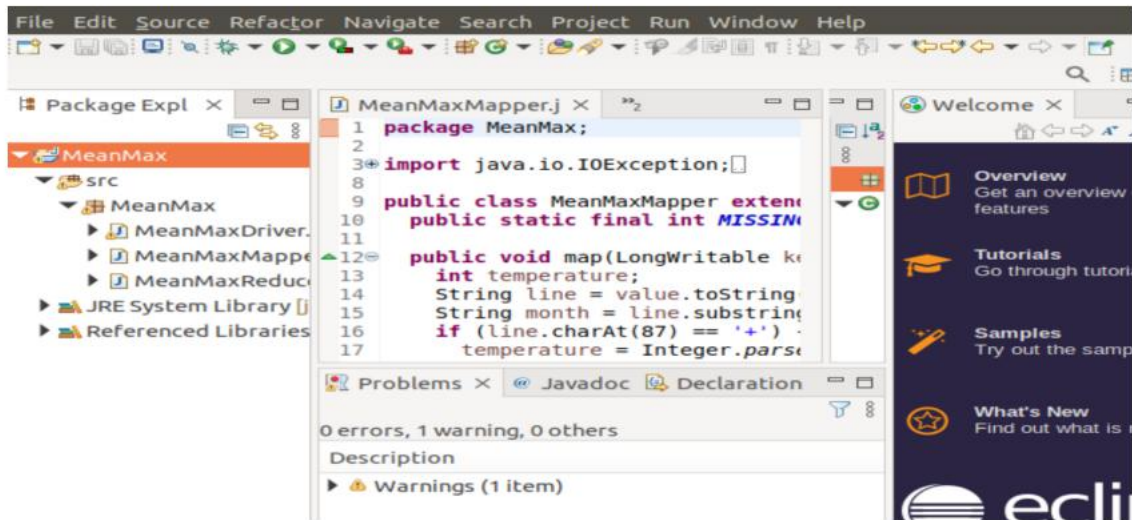 File Edit Source Refactor Navigate Search Project Run Window Help
Package Expl
MeanMax
src
MeanMax
MeanMaxDriver.
MeanMaxMappe
MeanMaxReduc
JRE System Library [j
Referenced Libraries
MeanMaxMapper.j
»2
1 package MeanMax;
2
3 import java.io.IOException;
8
9 public class MeanMaxMapper exten
10 public static final int MISSIN
11
12 public void map(LongWritable ke
13 int temperature;
14 String line = value.toString
15 String month = line.substrin
16 if (line.charAt(87) == '+')
17 temperature = Integer.pars
Problems Javadoc Declaration
0 errors, 1 warning, 0 others
Description
Warnings (1 item)
Welcome
Overview
Get an overview
features
Tutorials
Go through tutori
Samples
Try out the samp
What's New
Find out what is
eclip